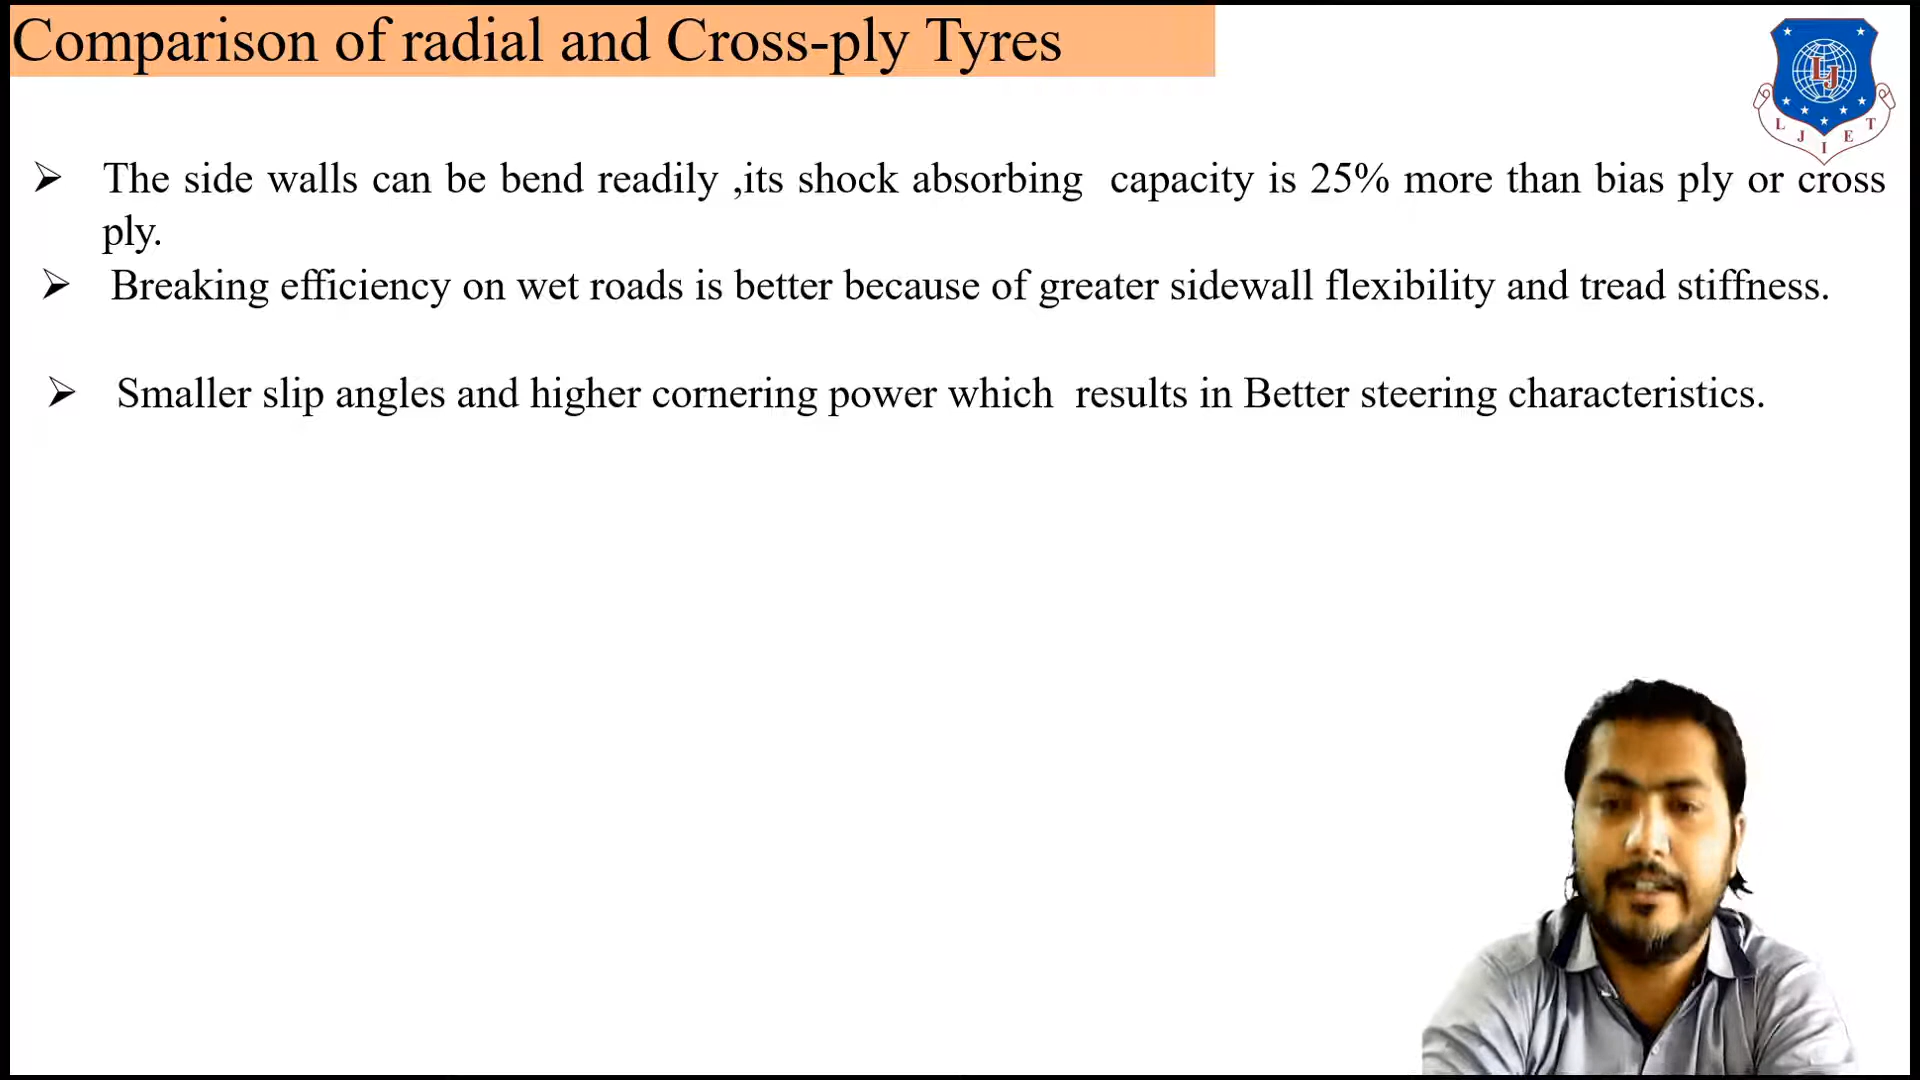 Comparison of radial and Cross-ply Tyres
LJ
L J I E T
The side walls can be bend readily ,its shock absorbing capacity is 25% more than bias ply or cross
ply.
Breaking efficiency on wet roads is better because of greater sidewall flexibility and tread stiffness.
Smaller slip angles and higher cornering power which results in Better steering characteristics.